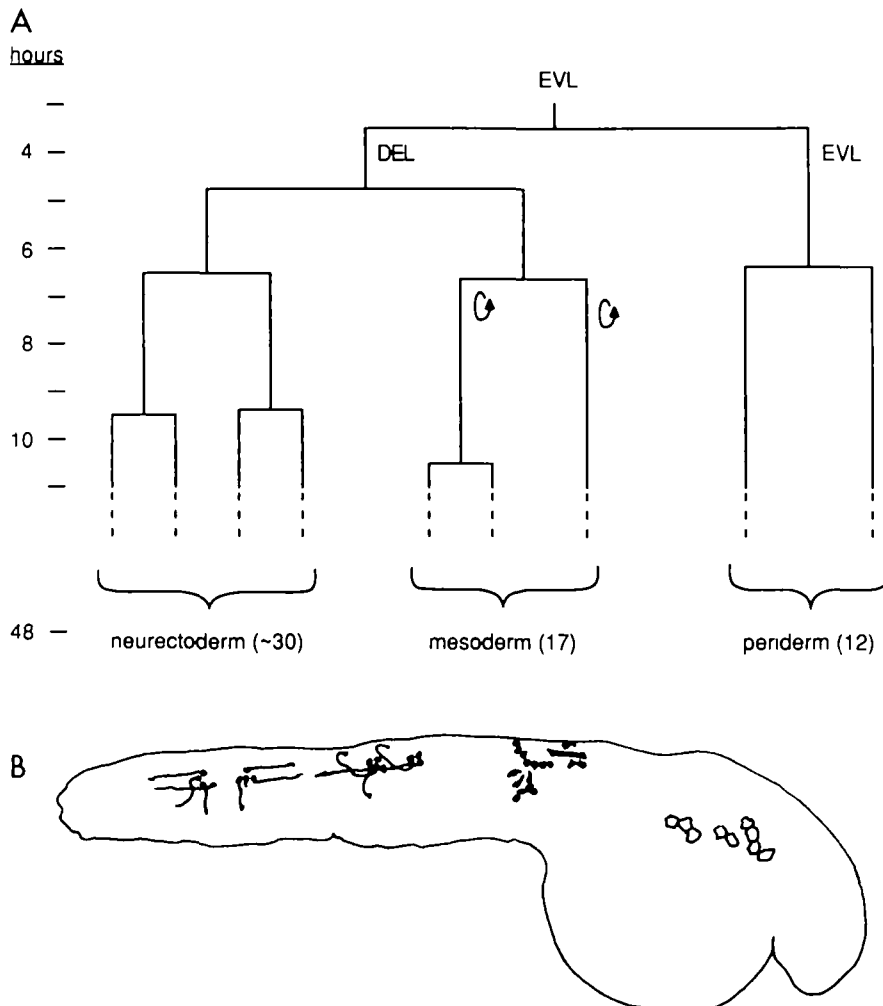 A
hours
EVL
4
DEL
EVL
6
8
10
48
neurectoderm (~30)
mesoderm (17)
periderm (12)
B